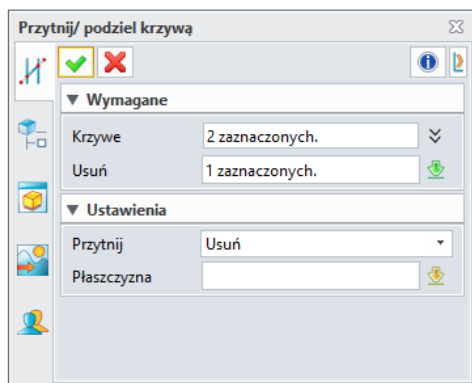 Przytnij/ podziel krzywą
Wymagane
Krzywe 2 zaznaczonych.
Usuń 1 zaznaczonych.
Ustawienia
Przytnij Usuń
Płaszczyzna